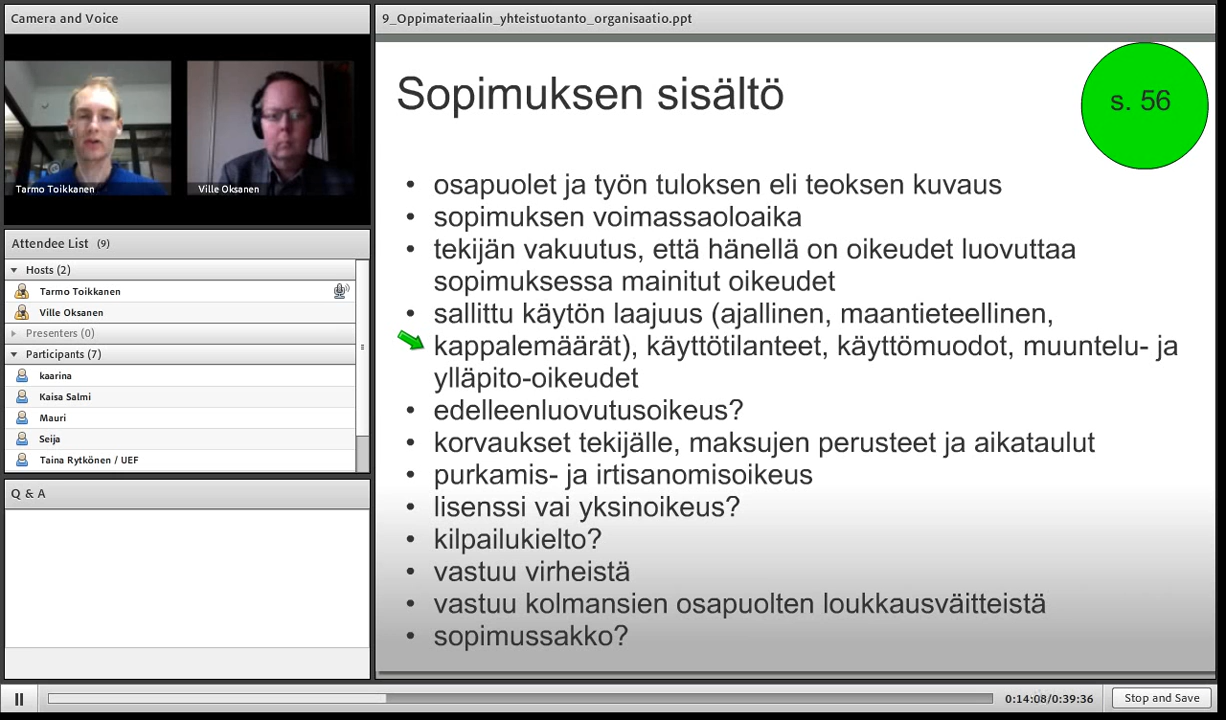 Camera and Voice
Tarmo Toikkanen
Ville Oksanen
Attendee List (9)
Hosts (2)
Tarmo Toikkanen
Ville Oksanen
Presenters (0)
Participants (7)
kaarina
Kaisa Salmi
Mauri
Seija
Taina Rytkönen / UEF
Q & A
9_Oppimateriaalin_yhteistuotanto_organisaatio.ppt
Sopimuksen sisältö
s. 56
• osapuolet ja työn tuloksen eli teoksen kuvaus
• sopimuksen voimassaoloaika
• tekijän vakuutus, että hänellä on oikeudet luovuttaa
sopimuksessa mainitut oikeudet
• sallittu käytön laajuus (ajallinen, maantieteellinen,
kappalemäärät), käyttötilanteet, käyttömuodot, muuntelu- ja
ylläpito-oikeudet
• edelleenluovutusoikeus?
• korvaukset tekijälle, maksujen perusteet ja aikataulut
• purkamis- ja irtisanomisoikeus
• lisenssi vai yksinoikeus?
• kilpailukielto?
• vastuu virheistä
• vastuu kolmansien osapuolten loukkausväitteistä
• sopimussakko?
0:14:08/0:39:36
Stop and Save